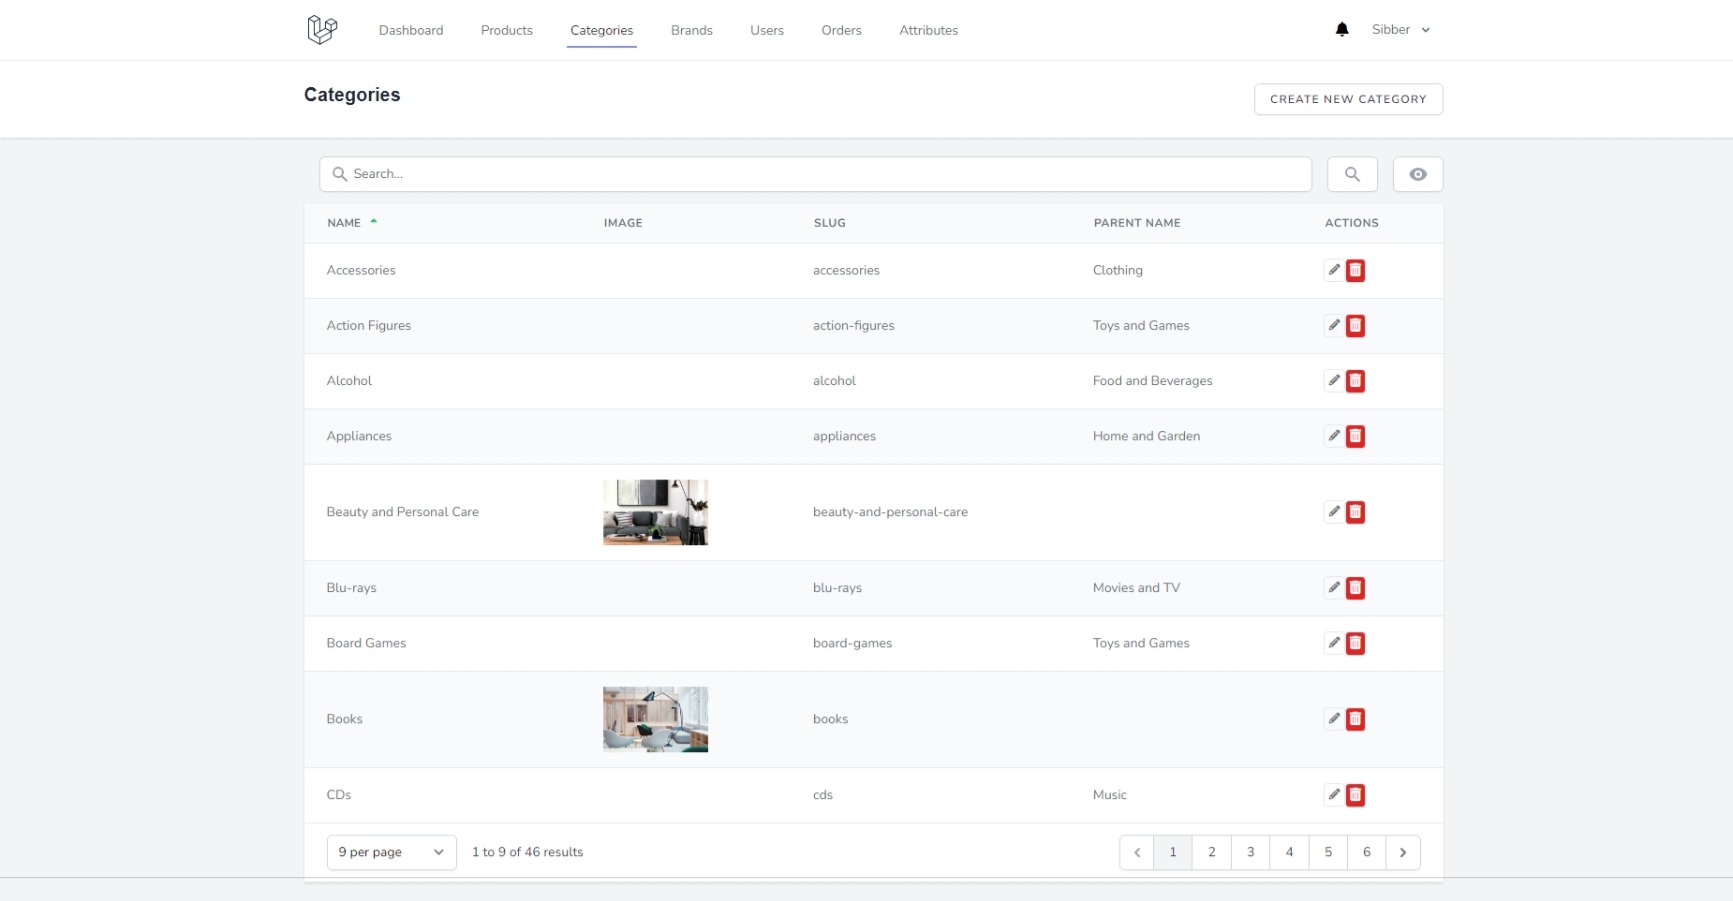 Dashboard Products Categories Brands Users Orders Attributes Sibber
Categories
CREATE NEW CATEGORY
Search...
NAME IMAGE SLUG PARENT NAME ACTIONS
Accessories accessories Clothing
Action Figures action-figures Toys and Games
Alcohol alcohol Food and Beverages
Appliances appliances Home and Garden
Beauty and Personal Care beauty-and-personal-care
Blu-rays blu-rays Movies and TV
Board Games board-games Toys and Games
Books books
CDs cds Music
9 per page 1 to 9 of 46 results 1 2 3 4 5 6